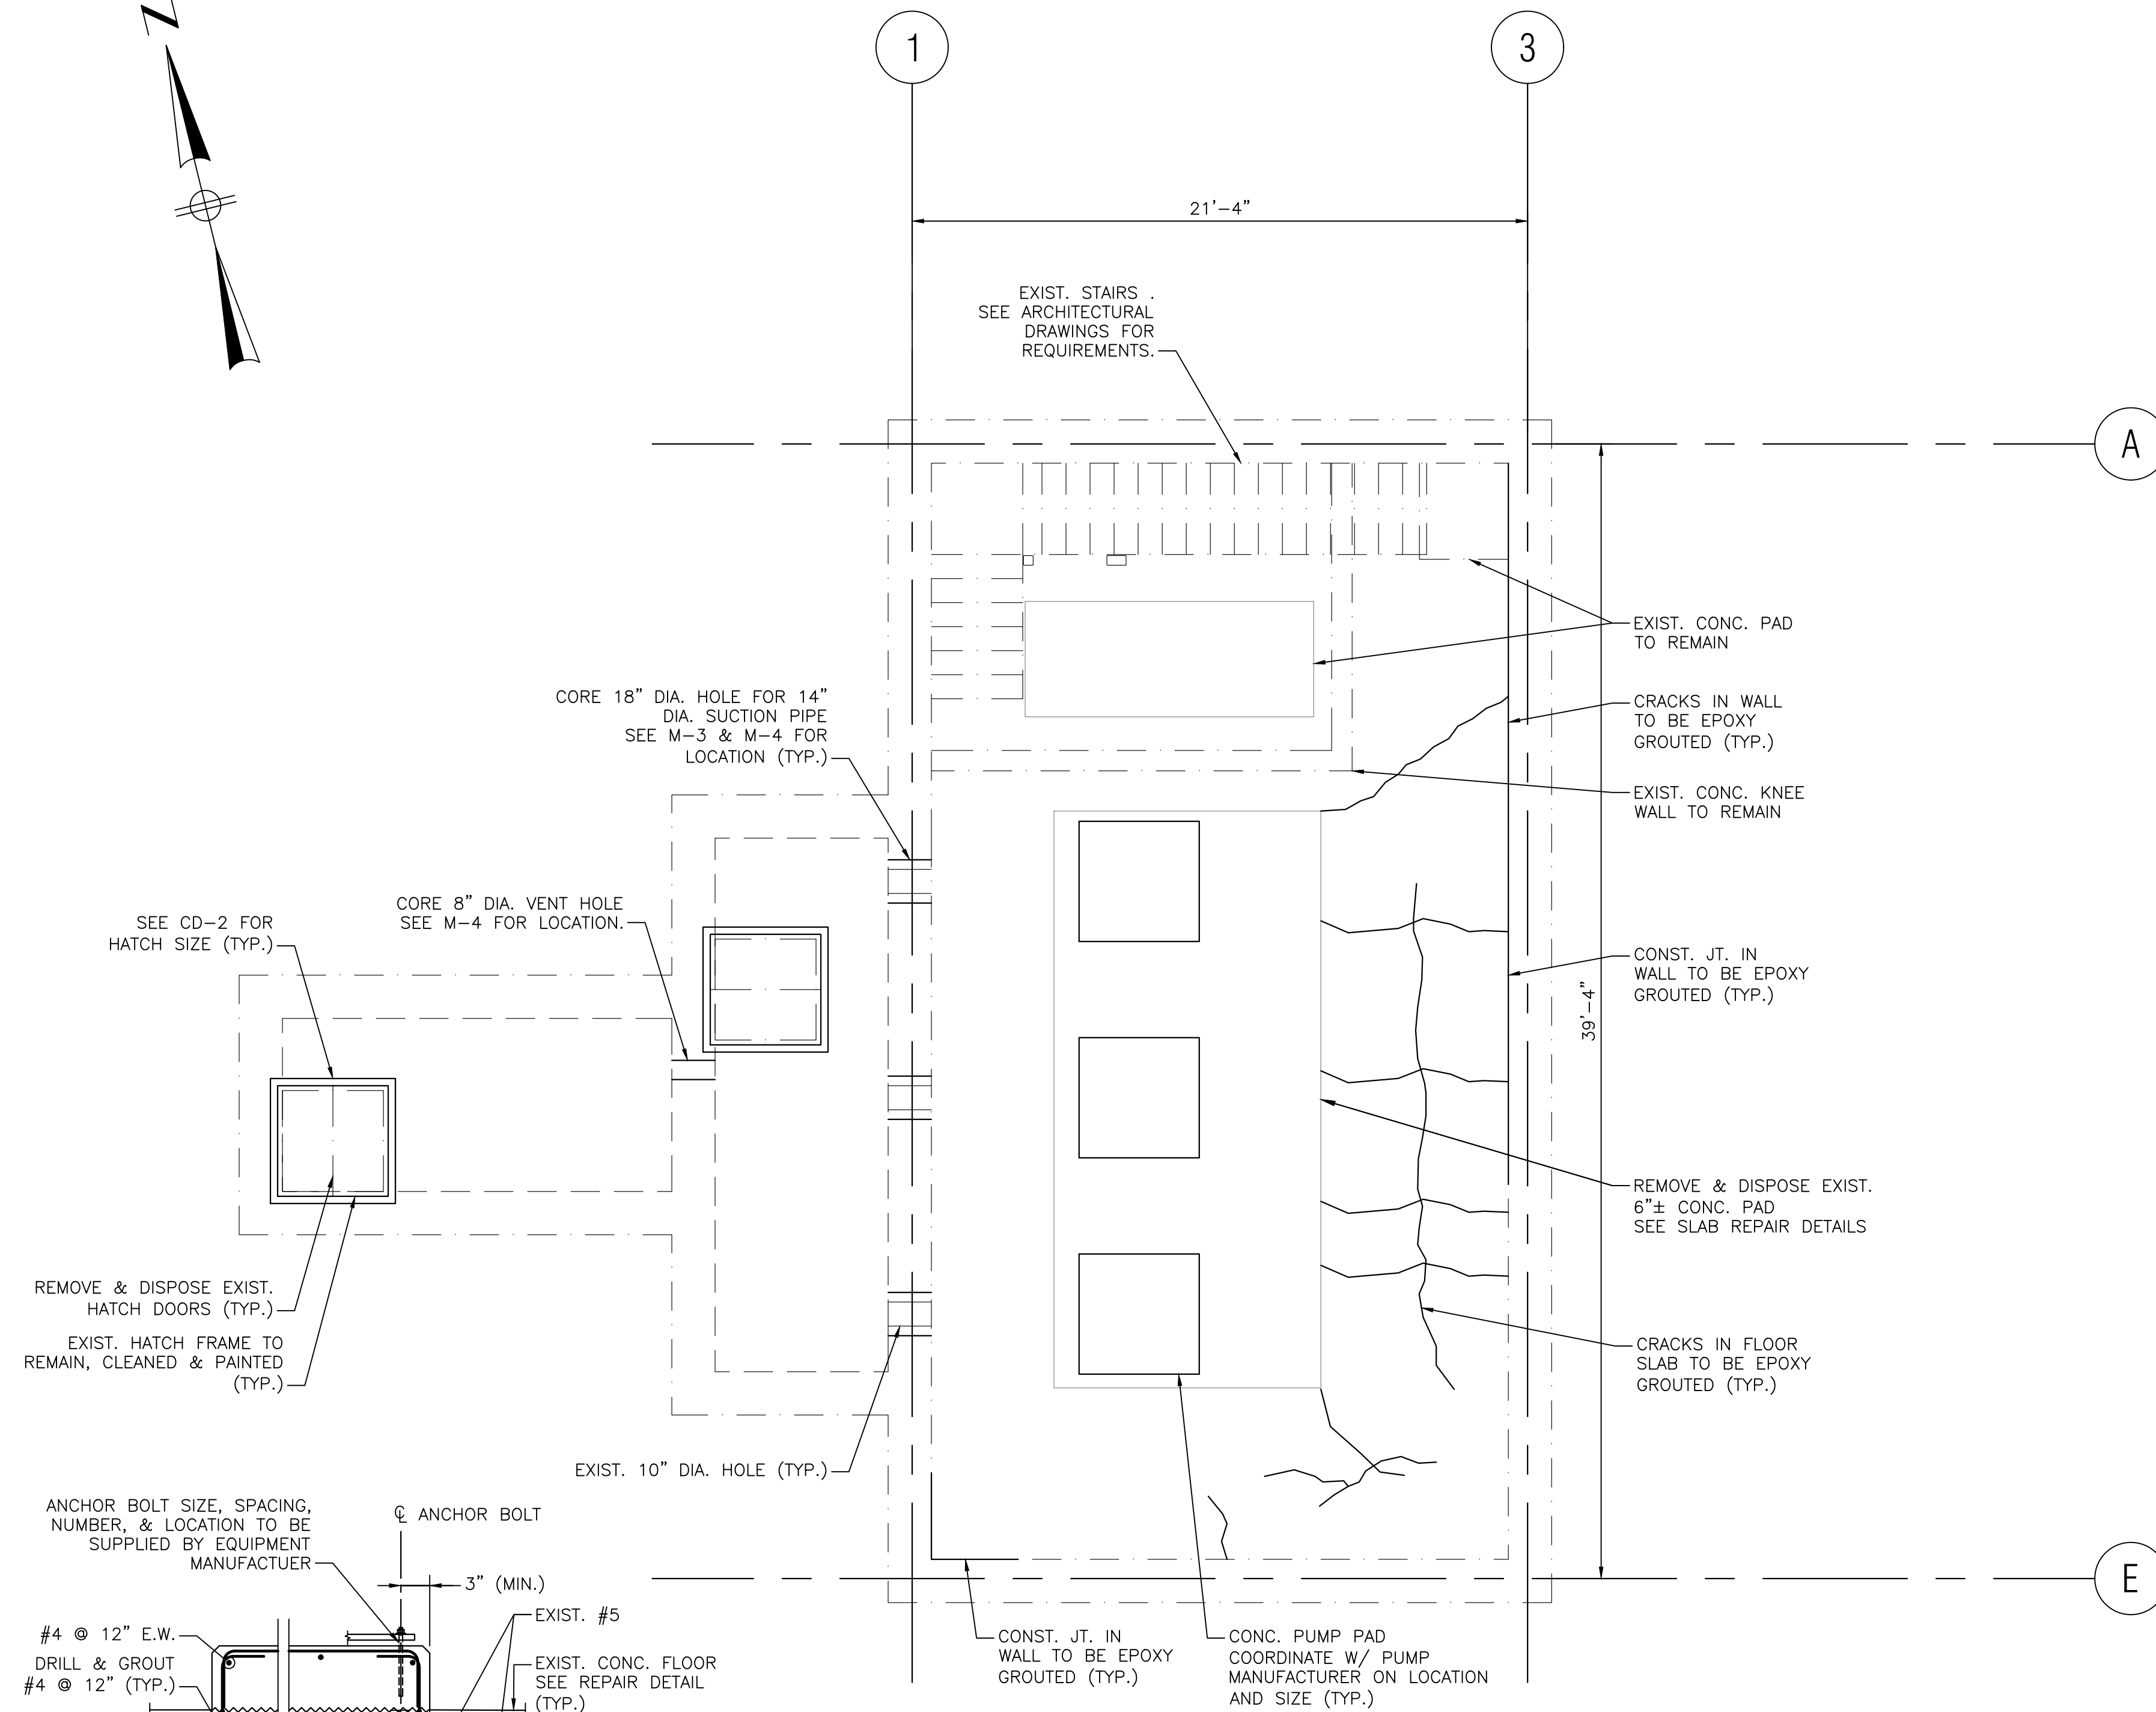 N
1
3
21'-4"
EXIST. STAIRS .
SEE ARCHITECTURAL
DRAWINGS FOR
REQUIREMENTS.
A
EXIST. CONC. PAD
TO REMAIN
CORE 18" DIA. HOLE FOR 14"
DIA. SUCTION PIPE
SEE M-3 & M-4 FOR
LOCATION (TYP.)
CRACKS IN WALL
TO BE EPOXY
GROUTED (TYP.)
EXIST. CONC. KNEE
WALL TO REMAIN
CORE 8" DIA. VENT HOLE
SEE M-4 FOR LOCATION.
SEE CD-2 FOR
HATCH SIZE (TYP.)
CONST. JT. IN
WALL TO BE EPOXY
GROUTED (TYP.)
39'-4"
REMOVE & DISPOSE EXIST.
6"± CONC. PAD
SEE SLAB REPAIR DETAILS
REMOVE & DISPOSE EXIST.
HATCH DOORS (TYP.)
EXIST. HATCH FRAME TO
REMAIN, CLEANED & PAINTED
(TYP.)
CRACKS IN FLOOR
SLAB TO BE EPOXY
GROUTED (TYP.)
EXIST. 10" DIA. HOLE (TYP.)
ANCHOR BOLT SIZE, SPACING,
NUMBER, & LOCATION TO BE
SUPPLIED BY EQUIPMENT
MANUFACTUER
℄ ANCHOR BOLT
3" (MIN.)
E
EXIST. #5
#4 @ 12" E.W.
DRILL & GROUT
#4 @ 12" (TYP.)
EXIST. CONC. FLOOR
SEE REPAIR DETAIL
(TYP.)
CONST. JT. IN
WALL TO BE EPOXY
GROUTED (TYP.)
CONC. PUMP PAD
COORDINATE W/ PUMP
MANUFACTURER ON LOCATION
AND SIZE (TYP.)